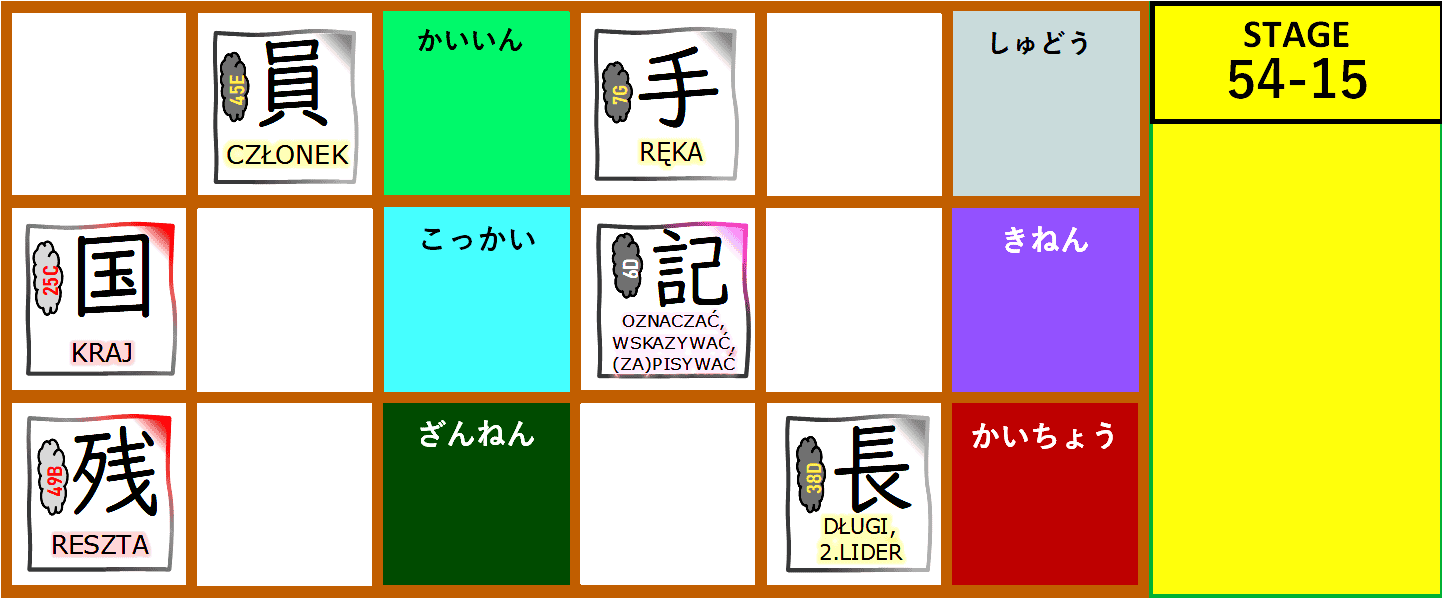 45E
員
CZŁONEK
かいいん
7G
手
RĘKA
しゅどう
STAGE
54-15
25C
国
KRAJ
こっかい
6D
記
OZNACZAĆ,
WSKAZYWAĆ,
(ZA)PISYWAĆ
きねん
49B
残
RESZTA
ざんねん
38D
長
DŁUGI,
2.LIDER
かいちょう